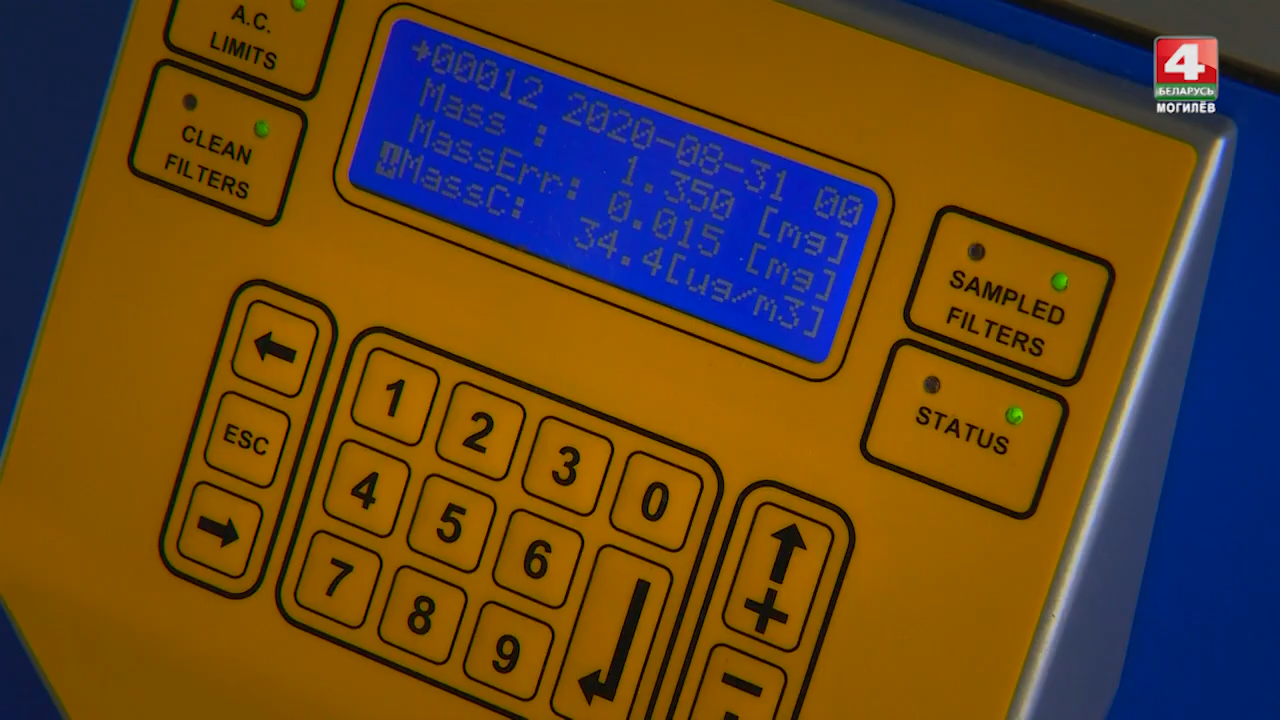 A.C.
LIMITS
CLEAN
FILTERS
00012 2020-08-31 00
Mass : 1.350 [mg]
MassErr: 0.015 [mg]
MassC: 34.4[ug/m3]
4
БЕЛАРУСЬ
МОГИЛЁВ
SAMPLED
FILTERS
STATUS
ESC
1 2 3 0
4 5 6
7 8 9
+
-